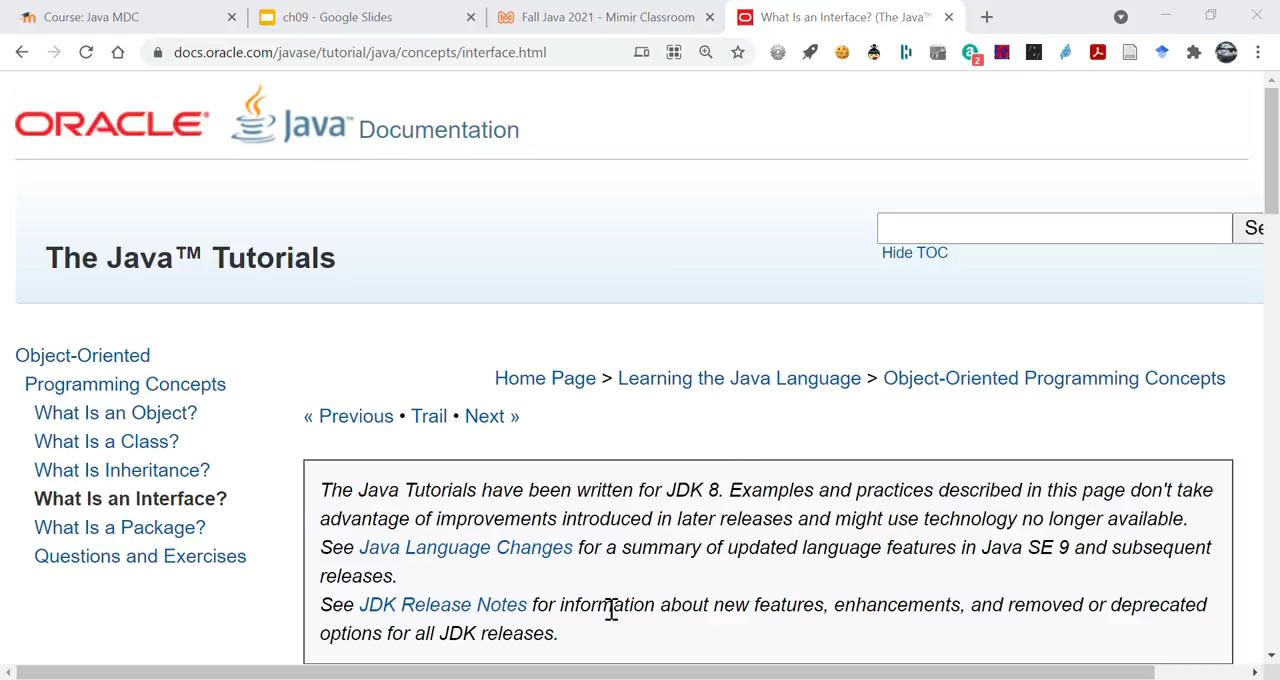 Course: Java MDC
ch09 - Google Slides
Fall Java 2021 - Mimir Classroom
What Is an Interface? (The Java™
docs.oracle.com/javase/tutorial/java/concepts/interface.html
2
ORACLE® Java™ Documentation
The Java™ Tutorials
Se
Hide TOC
Object-Oriented
Programming Concepts
What Is an Object?
What Is a Class?
What Is Inheritance?
What Is an Interface?
What Is a Package?
Questions and Exercises
Home Page > Learning the Java Language > Object-Oriented Programming Concepts
« Previous • Trail • Next »
The Java Tutorials have been written for JDK 8. Examples and practices described in this page don't take
advantage of improvements introduced in later releases and might use technology no longer available.
See Java Language Changes for a summary of updated language features in Java SE 9 and subsequent
releases.
See JDK Release Notes for information about new features, enhancements, and removed or deprecated
options for all JDK releases.